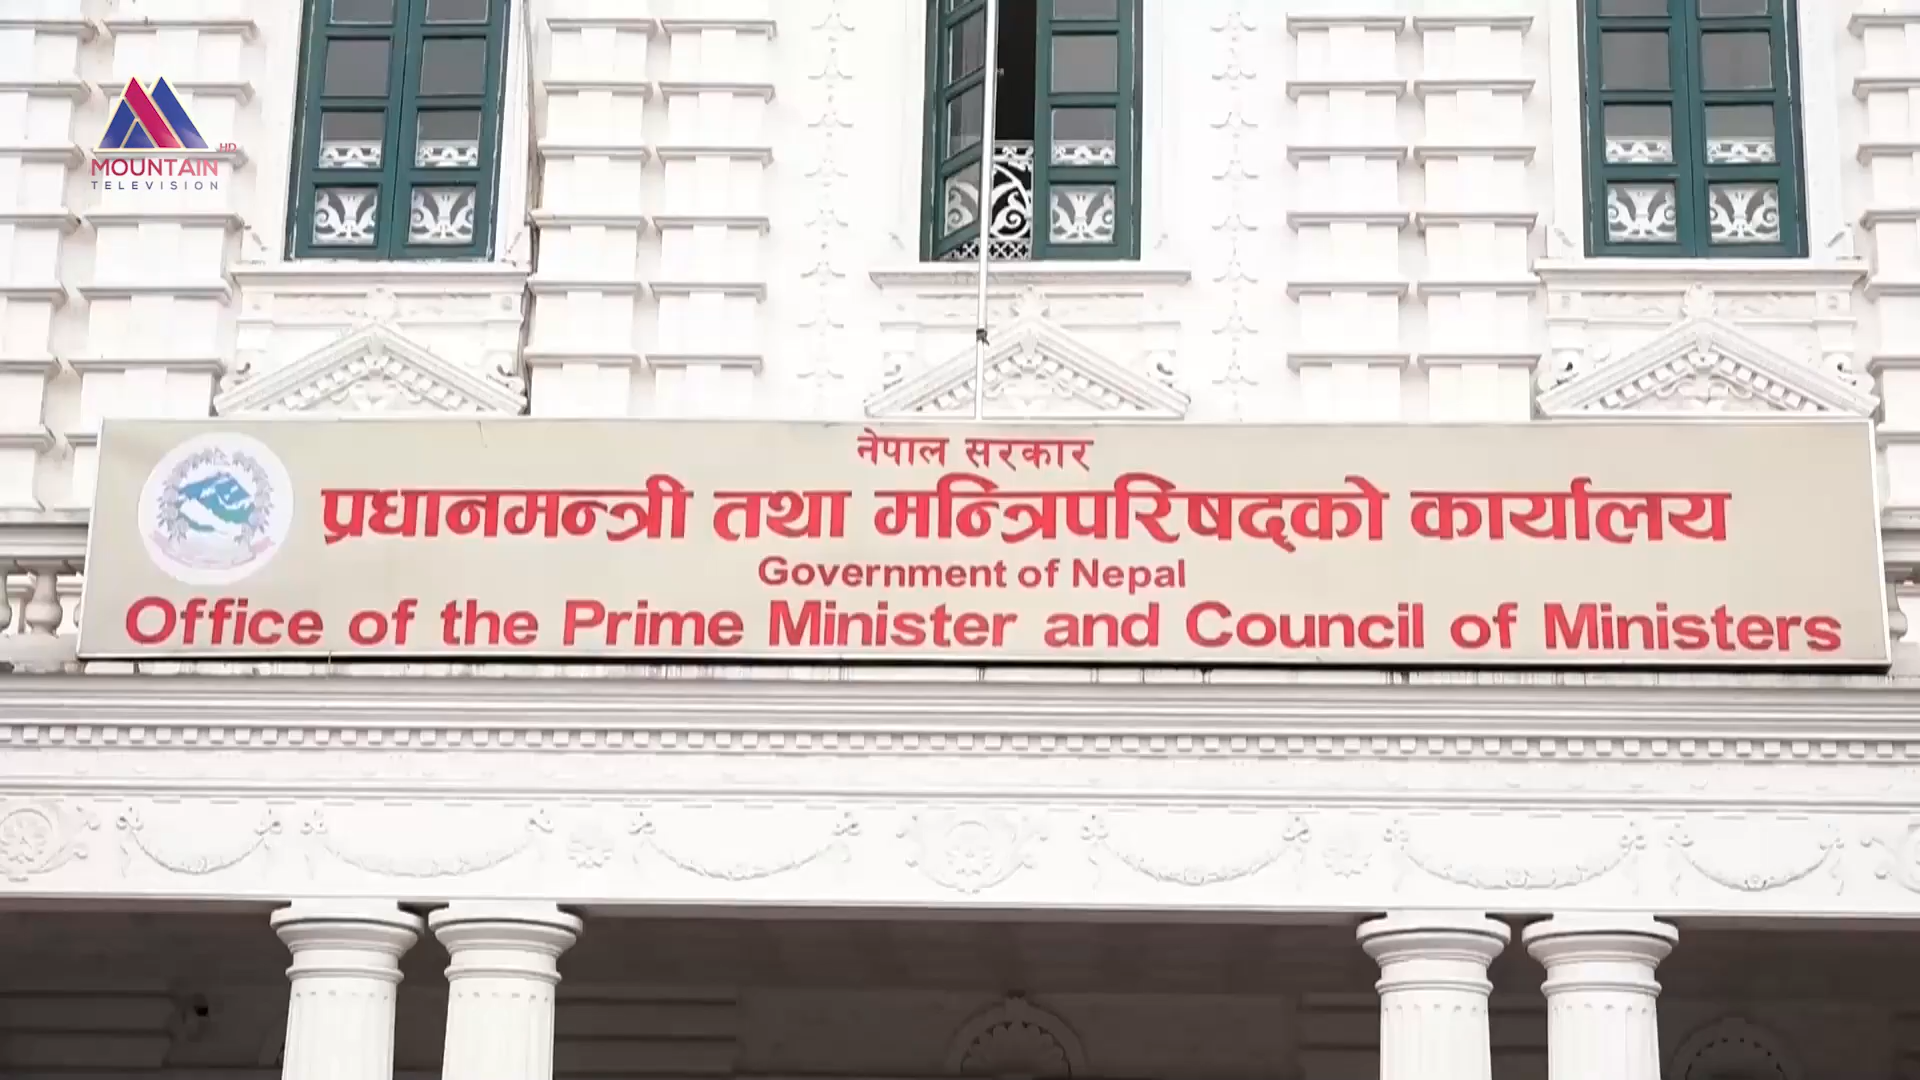 MOUNTAIN HD
TELEVISION
नेपाल सरकार
प्रधानमन्त्री तथा मन्त्रिपरिषद्को कार्यालय
Government of Nepal
Office of the Prime Minister and Council of Ministers